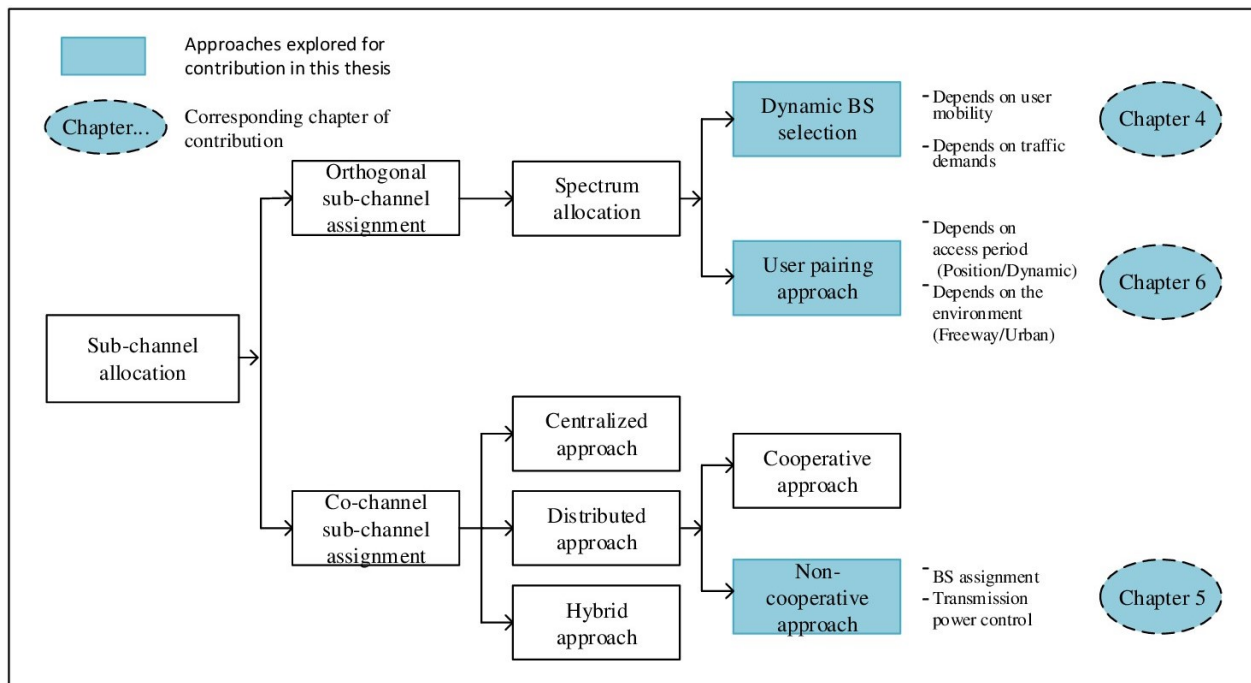 Approaches explored for
contribution in this thesis
Chapter...
Corresponding chapter of
contribution
Dynamic BS
selection
- Depends on user
mobility
- Depends on traffic
demands
Chapter 4
Orthogonal
sub-channel
assignment
Spectrum
allocation
User pairing
approach
- Depends on
access period
(Position/Dynamic)
- Depends on the
environment
(Freeway/Urban)
Chapter 6
Sub-channel
allocation
Centralized
approach
Cooperative
approach
Co-channel
sub-channel
assignment
Distributed
approach
Hybrid
approach
Non-
cooperative
approach
- BS assignment
- Transmission
power control
Chapter 5